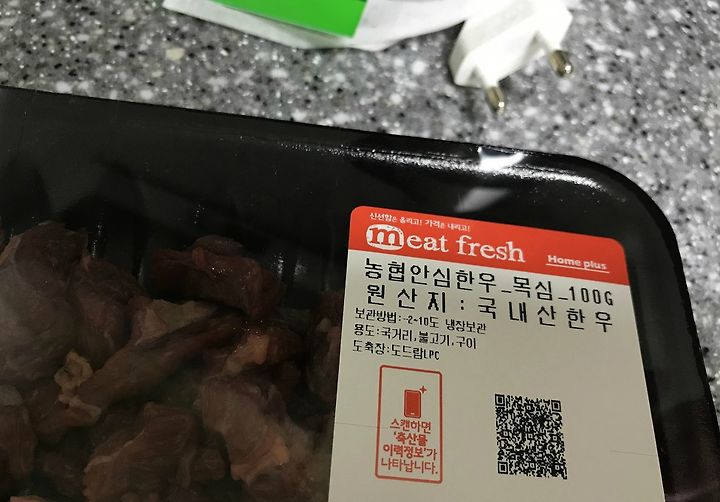 신선함은 올리고! 가격은 내리고!
meat fresh
Home plus
농협안심한우_목심_100G
원산지:국내산한우
보관방법:-2~10도 냉장보관
용도:국거리,불고기,구이
도축장:도드람LPC
스캔하면
'축산물
이력정보'가
나타납니다.